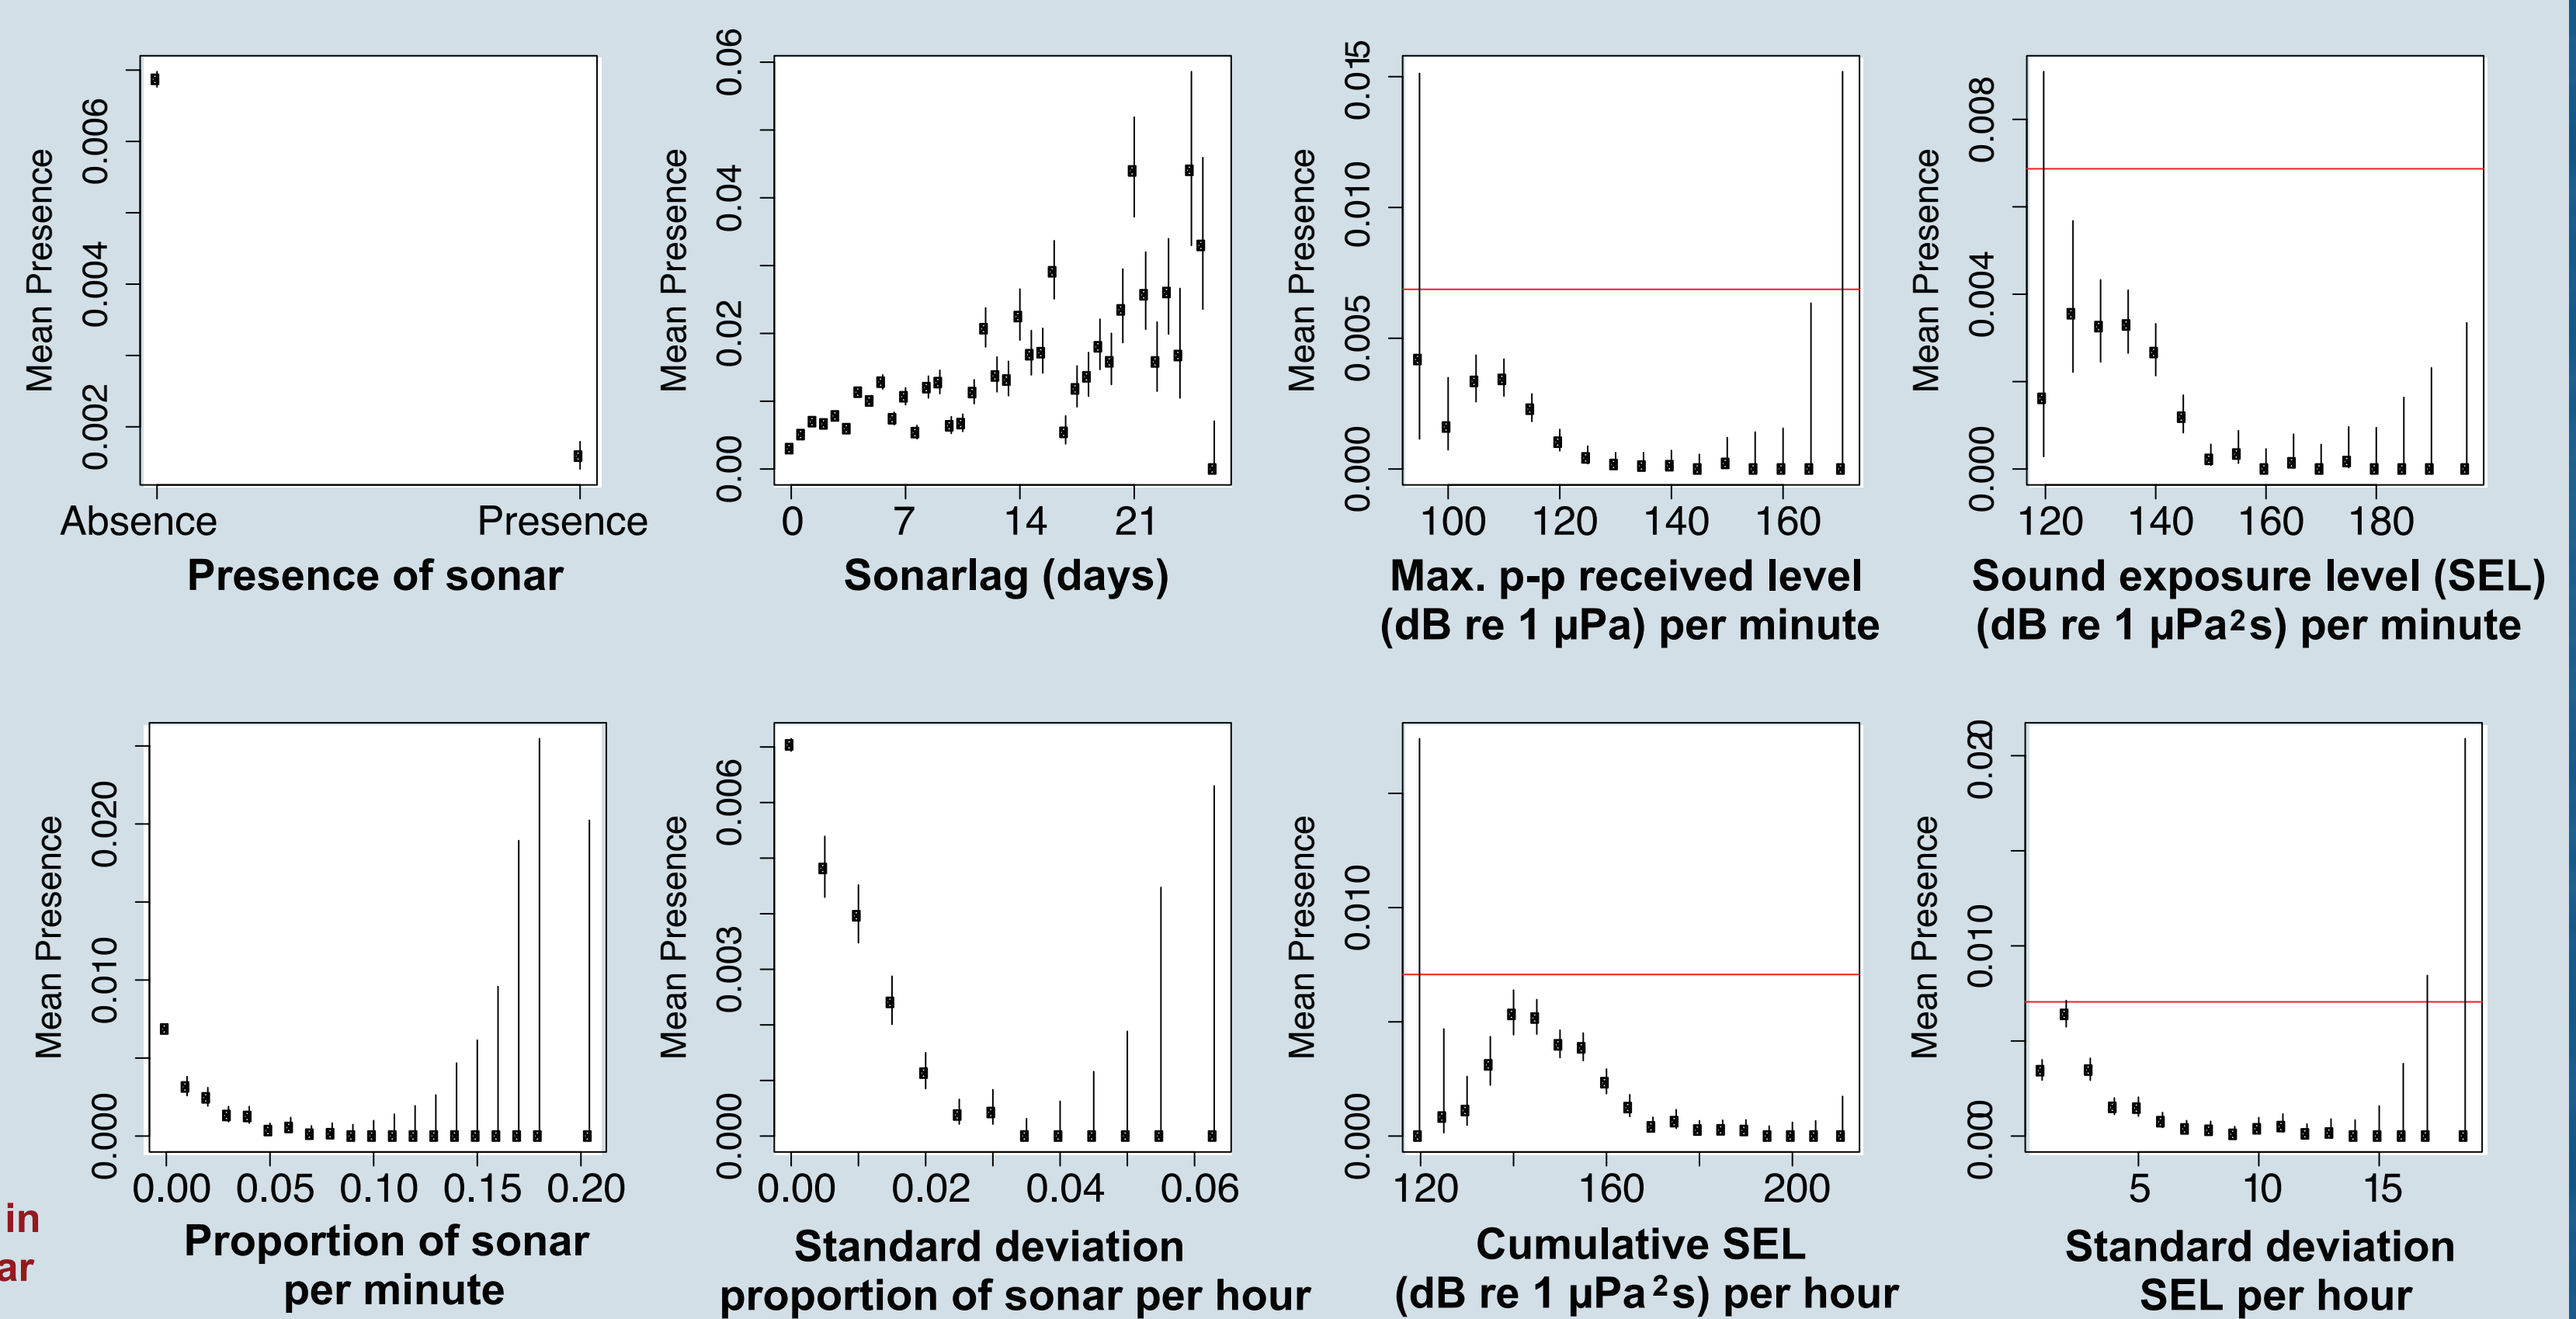 Mean Presence
0.002 0.004 0.006
Absence Presence
Presence of sonar
Mean Presence
0.00 0.02 0.04 0.06
0 7 14 21
Sonarlag (days)
Mean Presence
0.000 0.005 0.010 0.015
100 120 140 160
Max. p-p received level
(dB re 1 µPa) per minute
Mean Presence
0.000 0.004 0.008
120 140 160 180
Sound exposure level (SEL)
(dB re 1 µPa²s) per minute
Mean Presence
0.000 0.010 0.020
0.00 0.05 0.10 0.15 0.20
Proportion of sonar
per minute
in
ar
Mean Presence
0.000 0.003 0.006
0.00 0.02 0.04 0.06
Standard deviation
proportion of sonar per hour
Mean Presence
0.000 0.010
120 160 200
Cumulative SEL
(dB re 1 µPa²s) per hour
Mean Presence
0.000 0.010 0.020
5 10 15
Standard deviation
SEL per hour